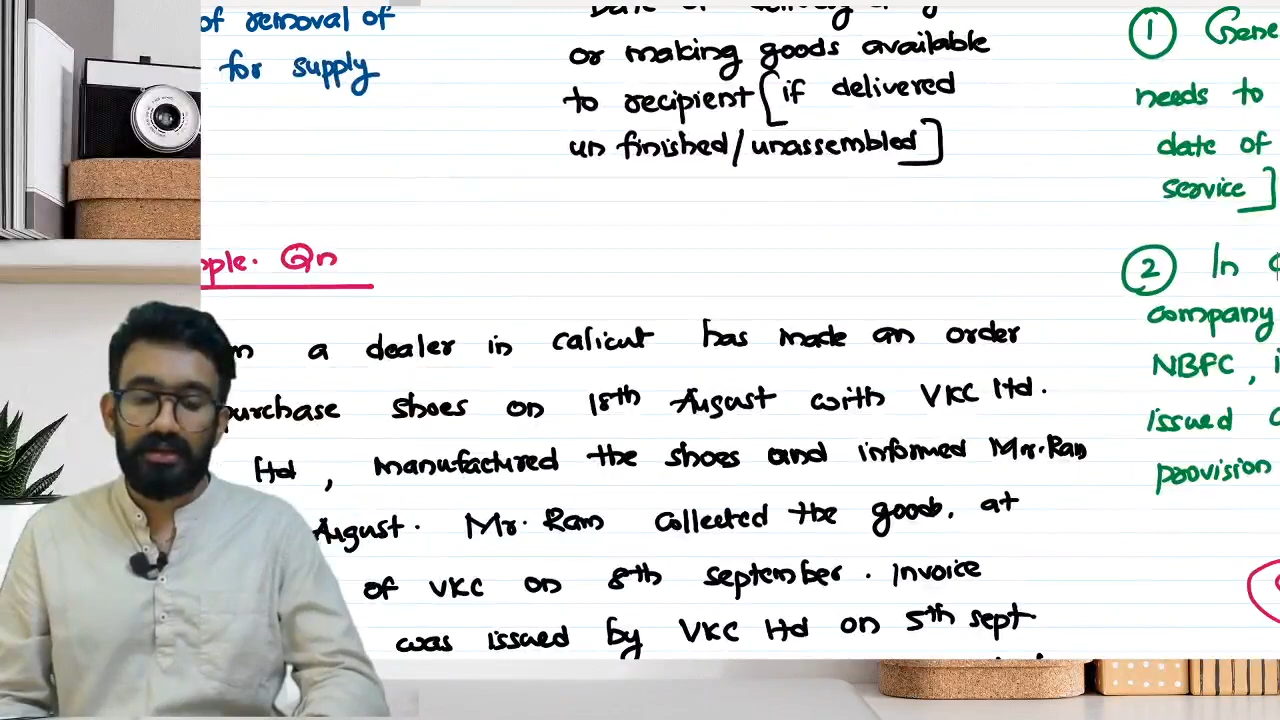 of removal of
for supply
or making goods available
to recipient [if delivered
unfinished/unassembled]
ple. Qn
a dealer in calicut has made an order
purchase shoes on 18th August with VKC ltd.
ltd, manufactured the shoes and informed Mr. Ram
August. Mr. Ram collected the goods, at
of VKC on 8th september. Invoice
was issued by VKC ltd on 5th sept
① Gene
needs to
date of
service]
② In
company
NBFC,
issued
provision